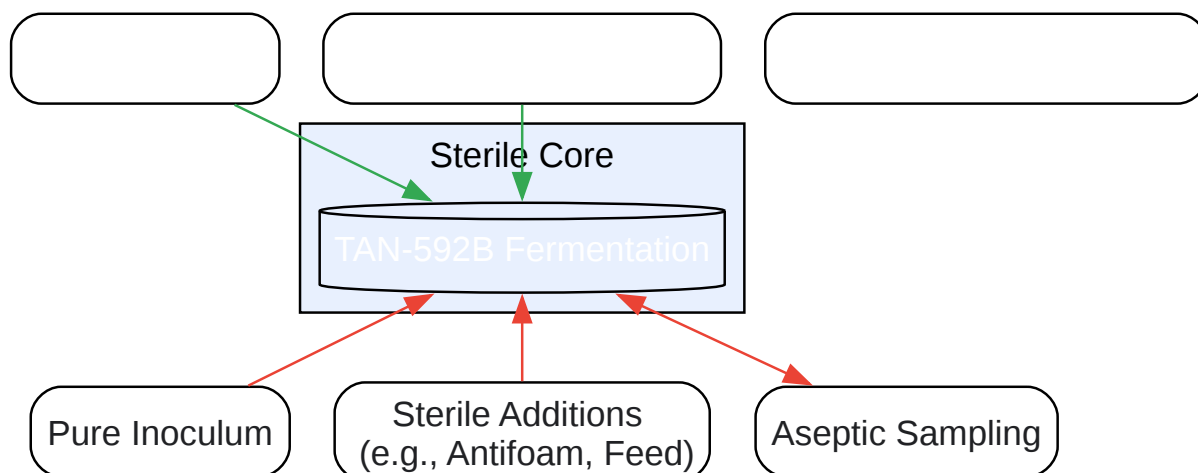 Sterile Core
TAN-592B Fermentation
Pure Inoculum
Sterile Additions
(e.g., Antifoam, Feed)
Aseptic Sampling